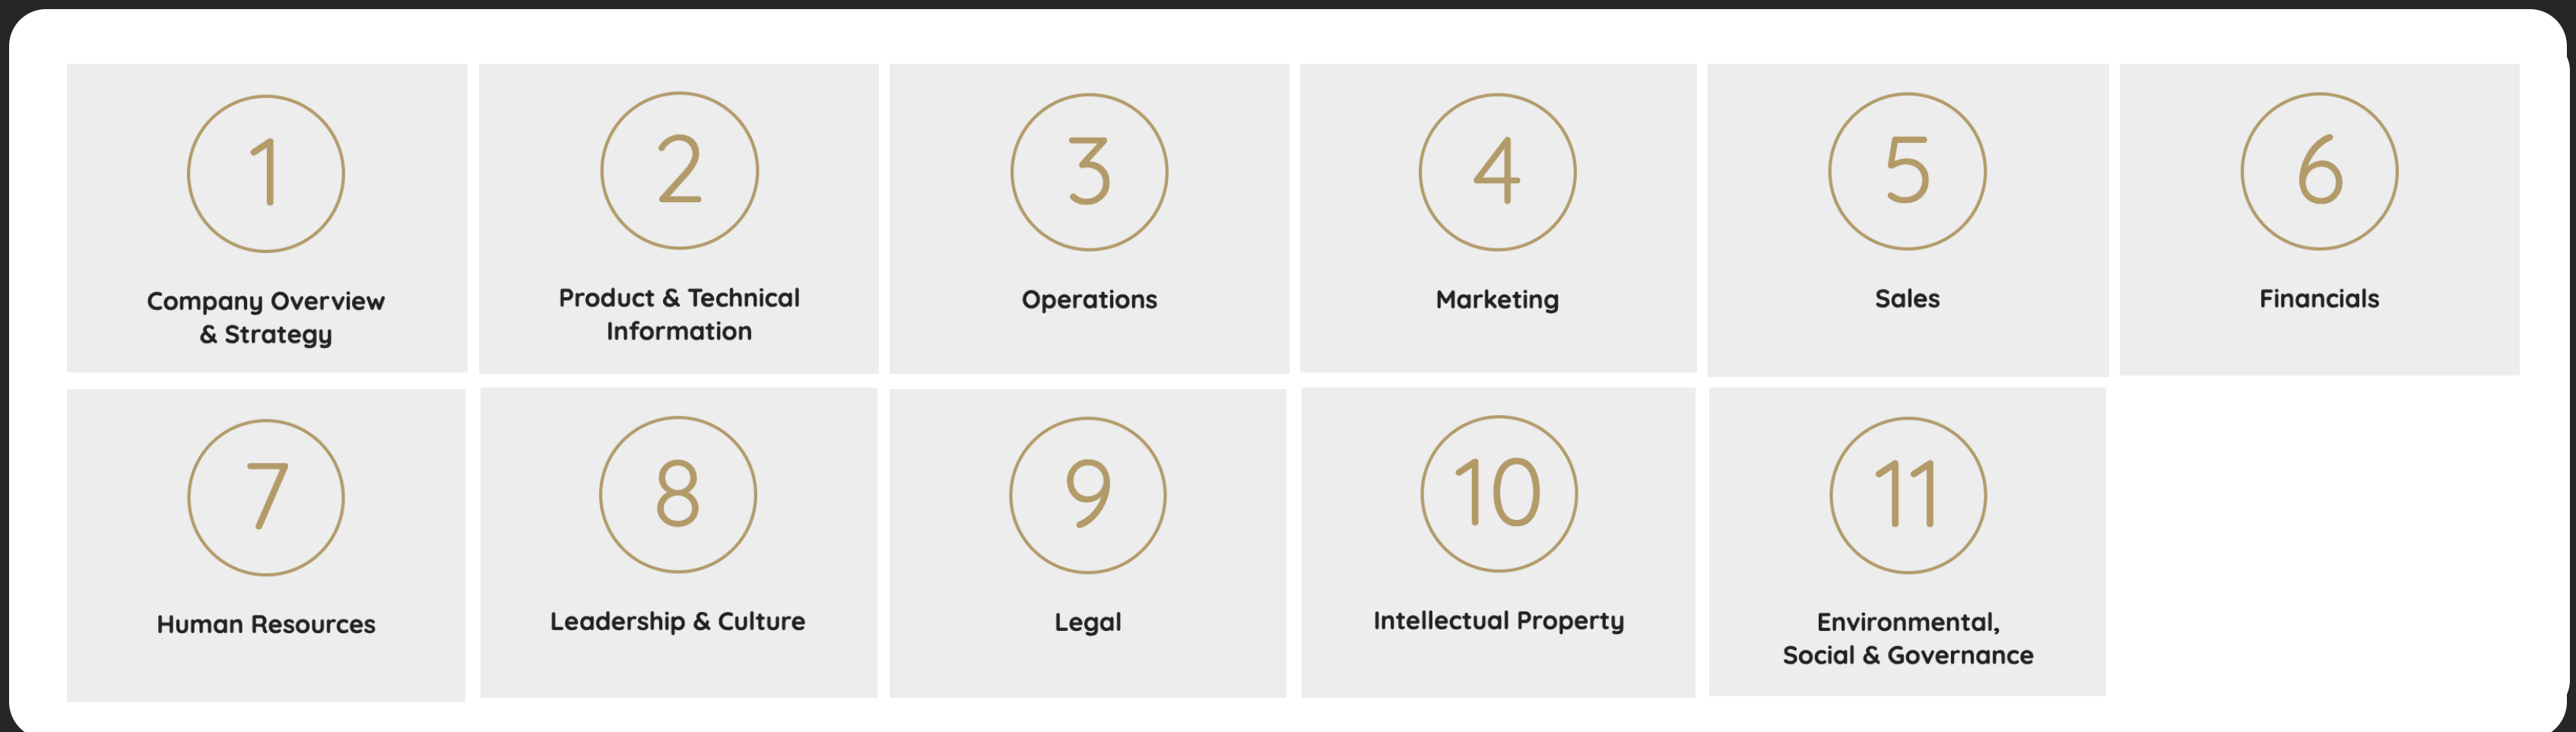 1
Company Overview
& Strategy
2
Product & Technical
Information
3
Operations
4
Marketing
5
Sales
6
Financials
7
Human Resources
8
Leadership & Culture
9
Legal
10
Intellectual Property
11
Environmental,
Social & Governance